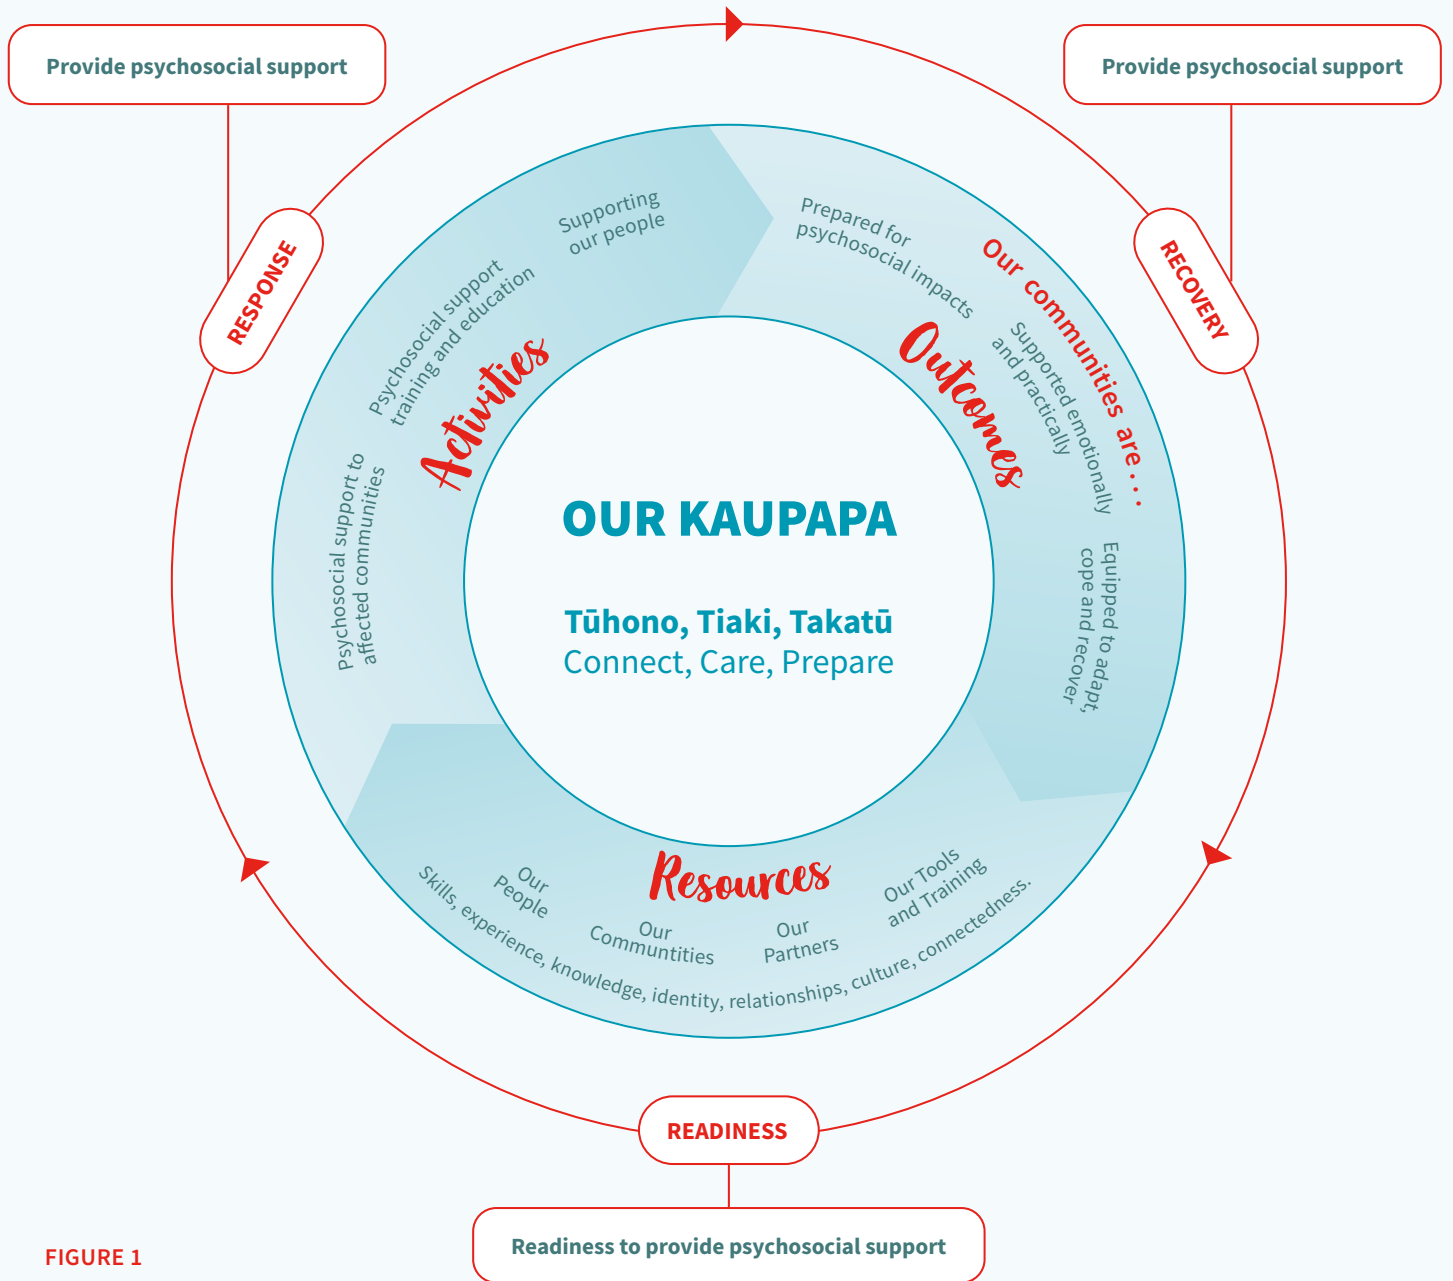 Provide psychosocial support
Provide psychosocial support
RESPONSE
RECOVERY
Supporting
our people
Psychosocial support
training and education
Psychosocial support to
affected communities
Activities
Prepared for
psychosocial impacts
Our communities are . . .
Supported emotionally
and practically
Outcomes
Equipped to adapt,
cope and recover
OUR KAUPAPA
Tūhono, Tiaki, Takatū
Connect, Care, Prepare
Resources
Our
People
Our
Communtities
Our
Partners
Our Tools
and Training
Skills, experience, knowledge, identity, relationships, culture, connectedness.
READINESS
Readiness to provide psychosocial support
FIGURE 1